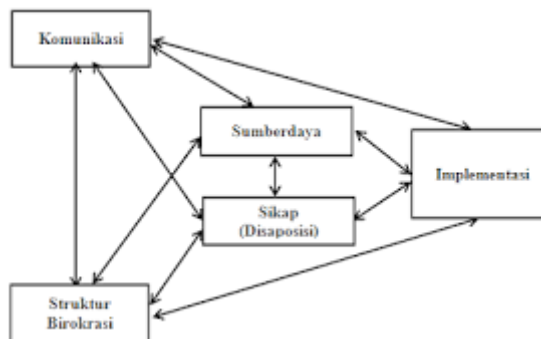 Komunikasi
Sumberdaya
Implementasi
Sikap
(Disaposisi)
Struktur
Birokrasi